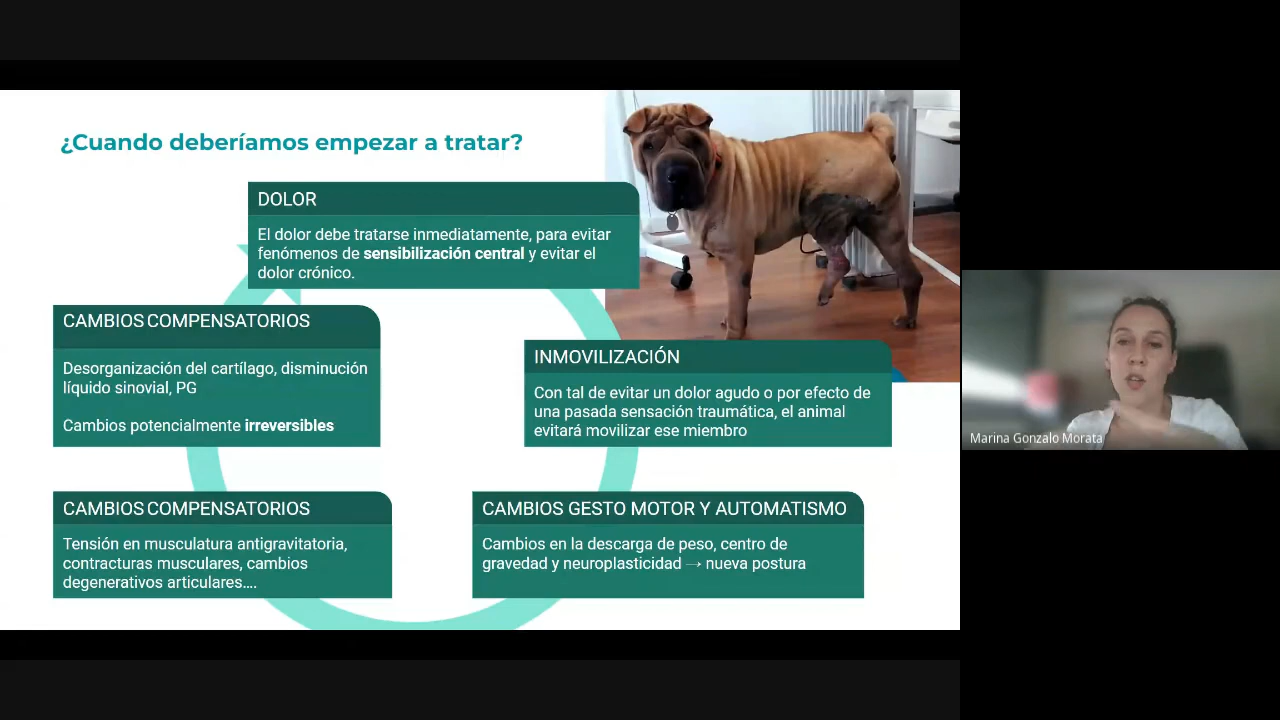 ¿Cuando deberíamos empezar a tratar?
DOLOR
El dolor debe tratarse inmediatamente, para evitar
fenómenos de sensibilización central y evitar el
dolor crónico.
CAMBIOS COMPENSATORIOS
Desorganización del cartílago, disminución
líquido sinovial, PG
Cambios potencialmente irreversibles
INMOVILIZACIÓN
Con tal de evitar un dolor agudo o por efecto de
una pasada sensación traumática, el animal
evitará movilizar ese miembro
CAMBIOS COMPENSATORIOS
Tensión en musculatura antigravitatoria,
contracturas musculares, cambios
degenerativos articulares....
CAMBIOS GESTO MOTOR Y AUTOMATISMO
Cambios en la descarga de peso, centro de
gravedad y neuroplasticidad → nueva postura
Marina Gonzalo Morata